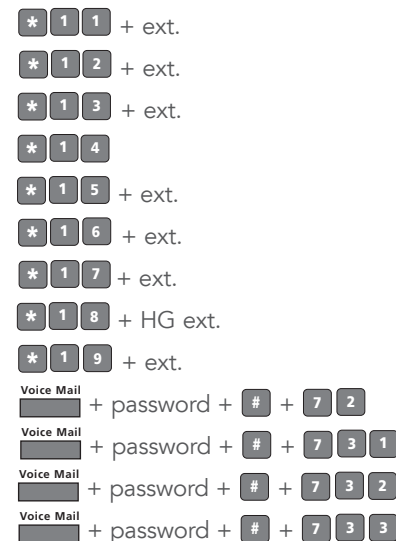 * 1 1 + ext.
* 1 2 + ext.
* 1 3 + ext.
* 1 4
* 1 5 + ext.
* 1 6 + ext.
* 1 7 + ext.
* 1 8 + HG ext.
* 1 9 + ext.
Voice Mail
+ password + # + 7 2
Voice Mail
+ password + # + 7 3 1
Voice Mail
+ password + # + 7 3 2
Voice Mail
+ password + # + 7 3 3